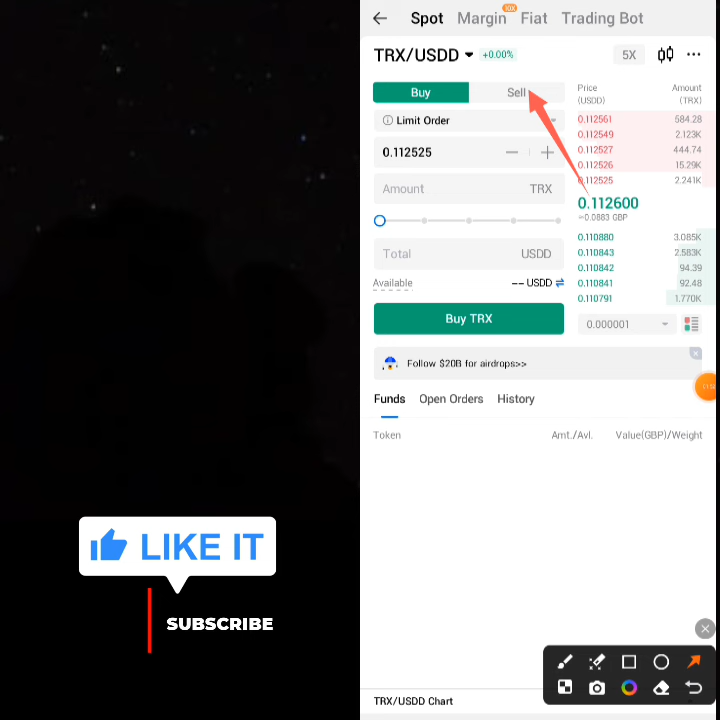 Spot Margin 10X Fiat Trading Bot
TRX/USDD +0.00% 5X
Buy Sell
Limit Order
0.112525
Amount TRX
Total USDD
Available -- USDD
Buy TRX
Price Amount
(USDD) (TRX)
0.112561 584.28
0.112549 2.123K
0.112527 444.74
0.112526 15.29K
0.112525 2.241K
0.112600
≈0.0883 GBP
0.110880 3.085K
0.110843 2.583K
0.110842 94.39
0.110841 92.48
0.110791 1.770K
0.000001
Follow $20B for airdrops>>
Funds Open Orders History
Token Amt./Avl. Value(GBP)/Weight
TRX/USDD Chart
LIKE IT
SUBSCRIBE